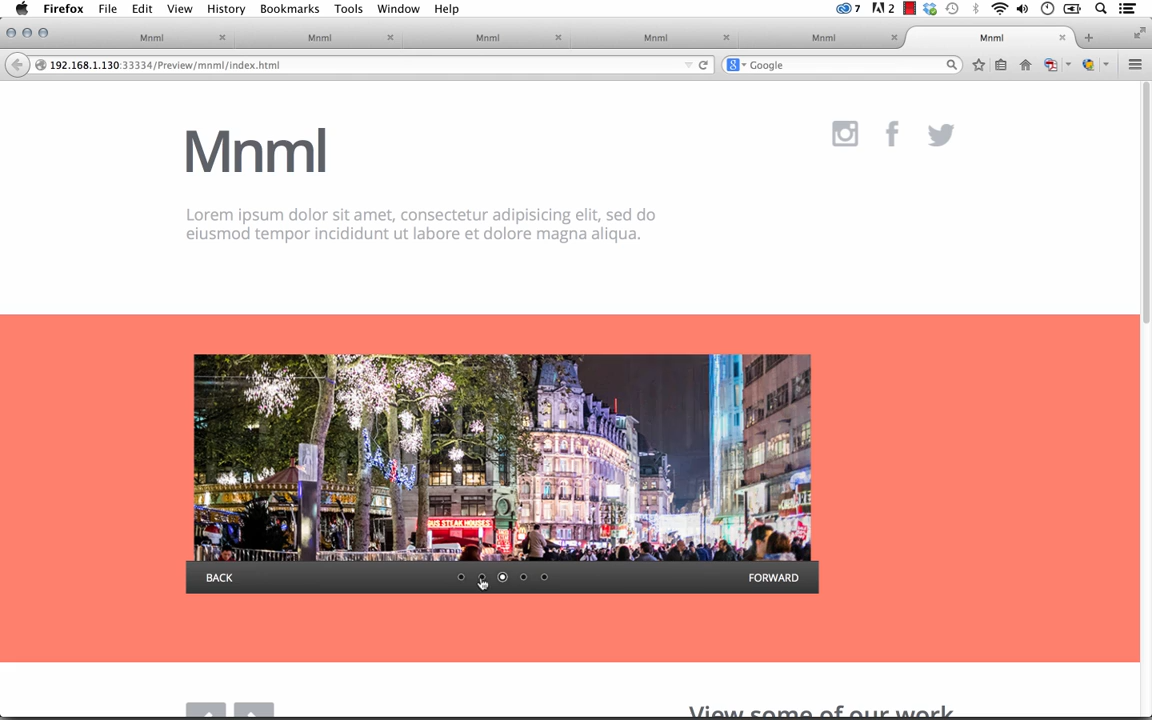 Firefox File Edit View History Bookmarks Tools Window Help 7 2
Mnml Mnml Mnml Mnml Mnml Mnml
192.168.1.130:33334/Preview/mnml/index.html
Google
Mnml
Lorem ipsum dolor sit amet, consectetur adipisicing elit, sed do
eiusmod tempor incididunt ut labore et dolore magna aliqua.
STEAK HOUSES
BACK FORWARD
View some of our work